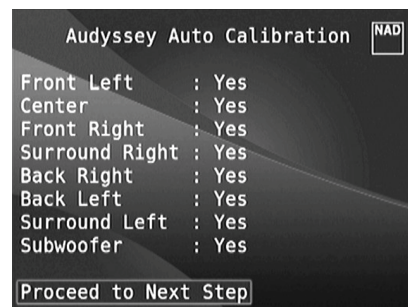 Audyssey Auto Calibration
NAD
Front Left : Yes
Center : Yes
Front Right : Yes
Surround Right : Yes
Back Right : Yes
Back Left : Yes
Surround Left : Yes
Subwoofer : Yes
Proceed to Next Step